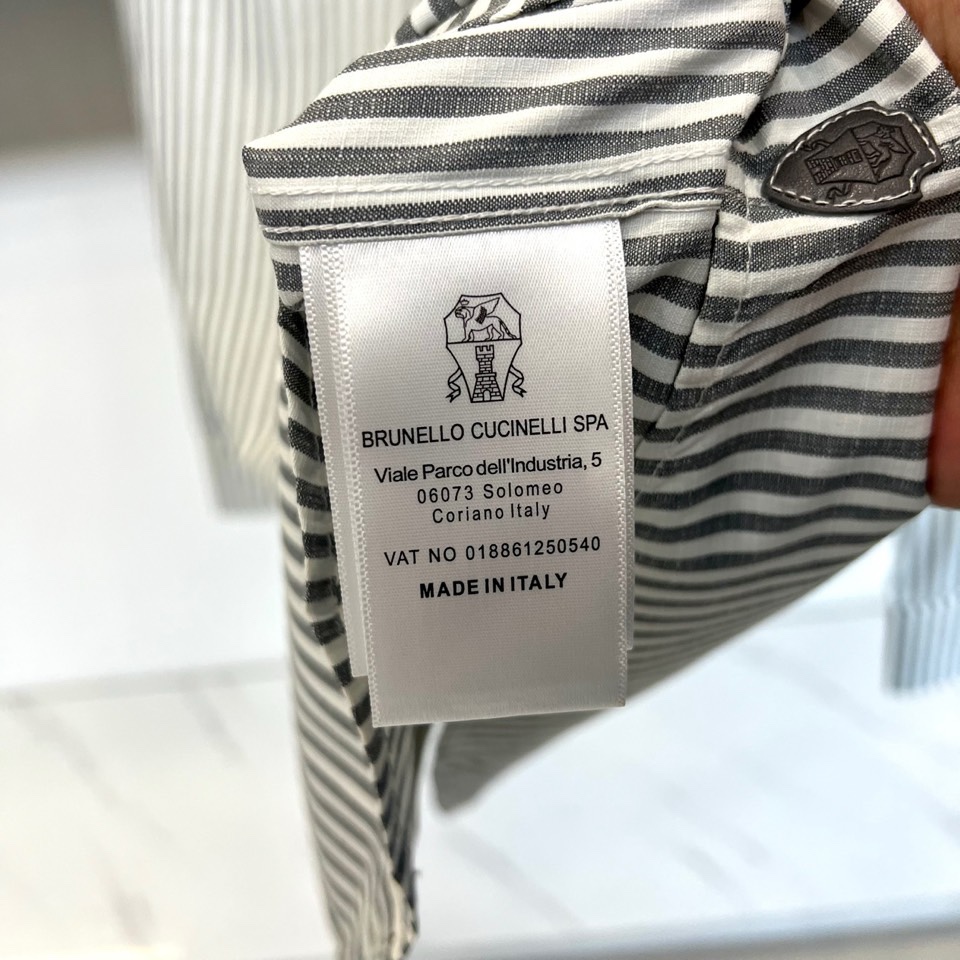 BRUNELLO CUCINELLI SPA
Viale Parco dell'Industria, 5
06073 Solomeo
Coriano Italy
VAT NO 018861250540
MADE IN ITALY